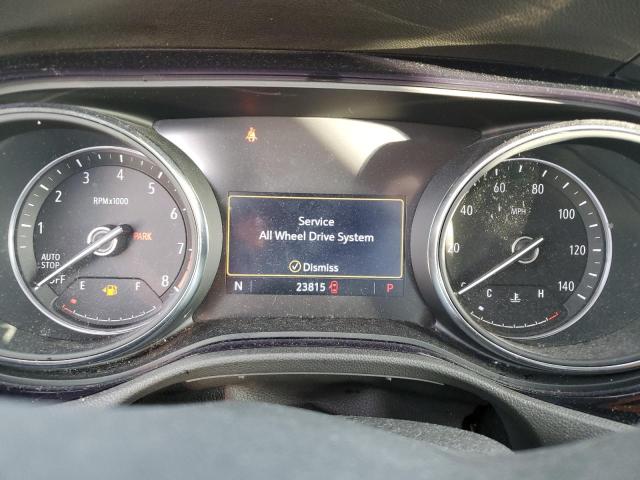 1 2 3 4 5 6 7 8
RPMx1000
PARK
AUTO
STOP
OFF
E F
Service
All Wheel Drive System
Dismiss
N 23815 P
20 40 60 80 100 120 140
MPH
C H